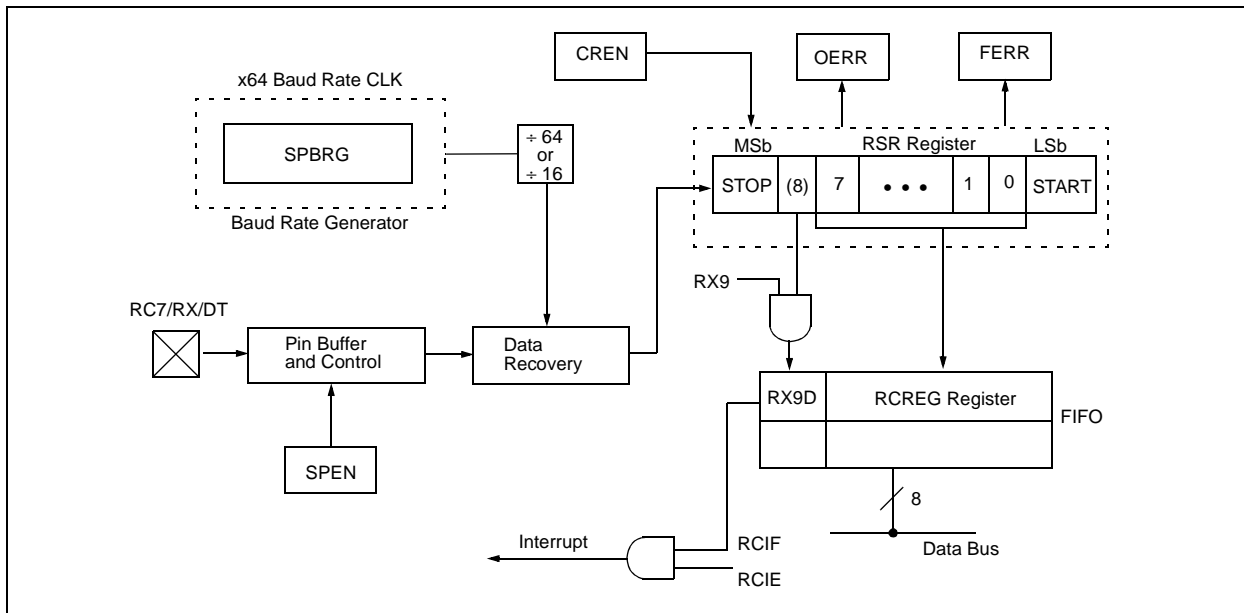 CREN
OERR
FERR
x64 Baud Rate CLK
SPBRG
÷ 64
or
÷ 16
Baud Rate Generator
MSb
RSR Register
LSb
STOP
(8)
7
• • •
1
0
START
RX9
RC7/RX/DT
Pin Buffer
and Control
Data
Recovery
SPEN
RX9D
RCREG Register
FIFO
8
Data Bus
Interrupt
RCIF
RCIE